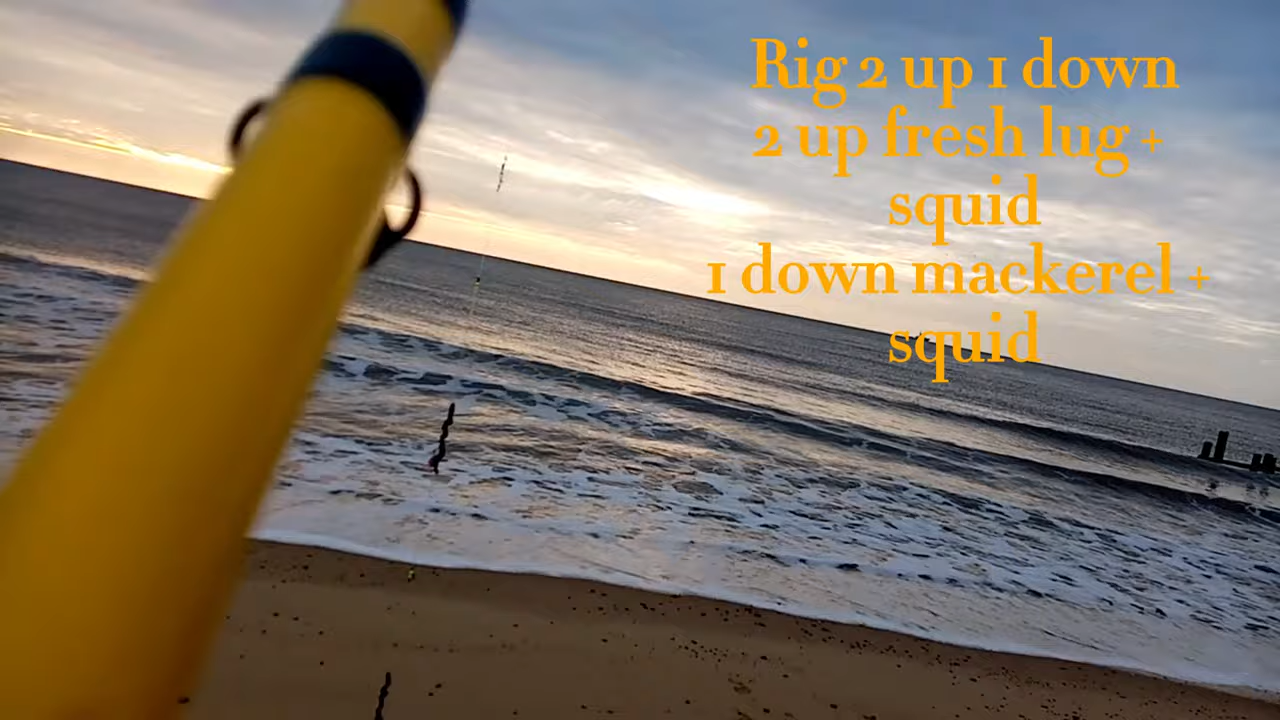 Rig 2 up 1 down
2 up fresh lug +
squid
1 down mackerel +
squid